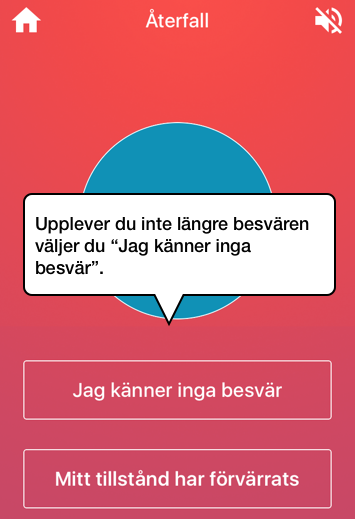 Återfall
Upplever du inte längre besvären
väljer du “Jag känner inga
besvär”.
Jag känner inga besvär
Mitt tillstånd har förvärrats